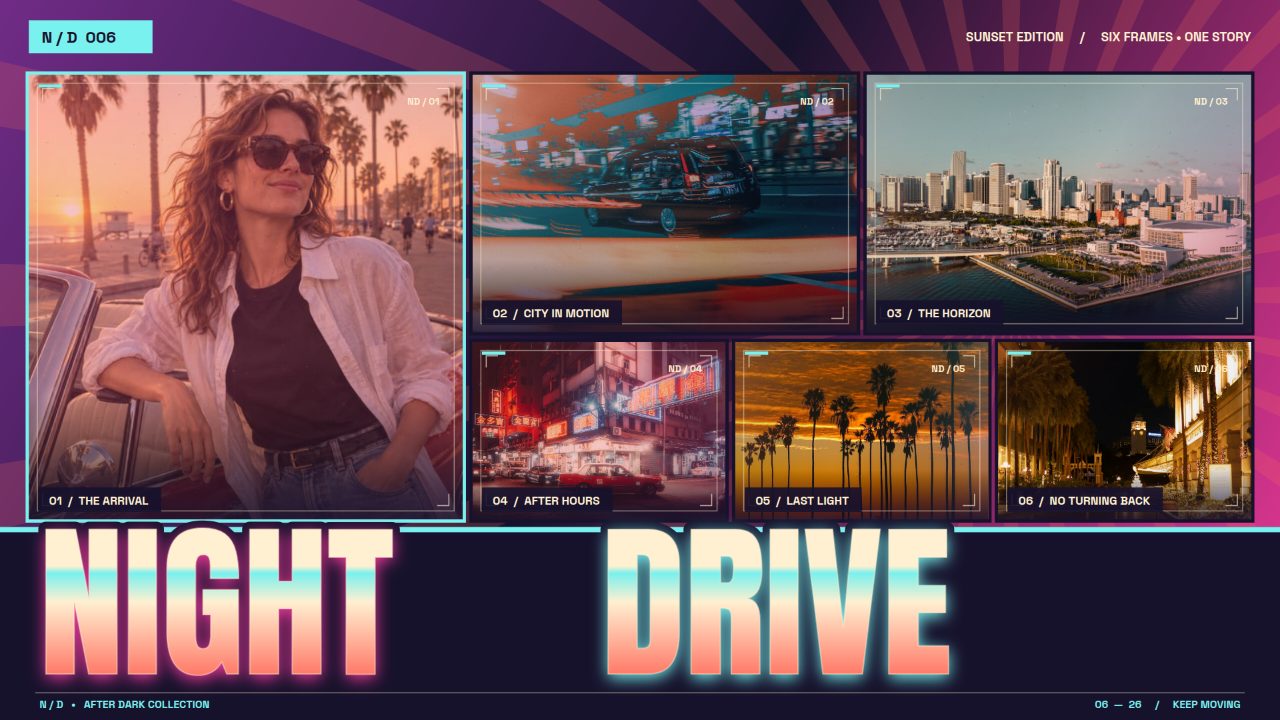 N / D 006
SUNSET EDITION / SIX FRAMES • ONE STORY
ND / 01
01 / THE ARRIVAL
ND / 02
02 / CITY IN MOTION
ND / 03
03 / THE HORIZON
ND / 04
04 / AFTER HOURS
ND / 05
05 / LAST LIGHT
ND / 06
06 / NO TURNING BACK
NIGHT DRIVE
N / D • AFTER DARK COLLECTION
06 — 26 / KEEP MOVING